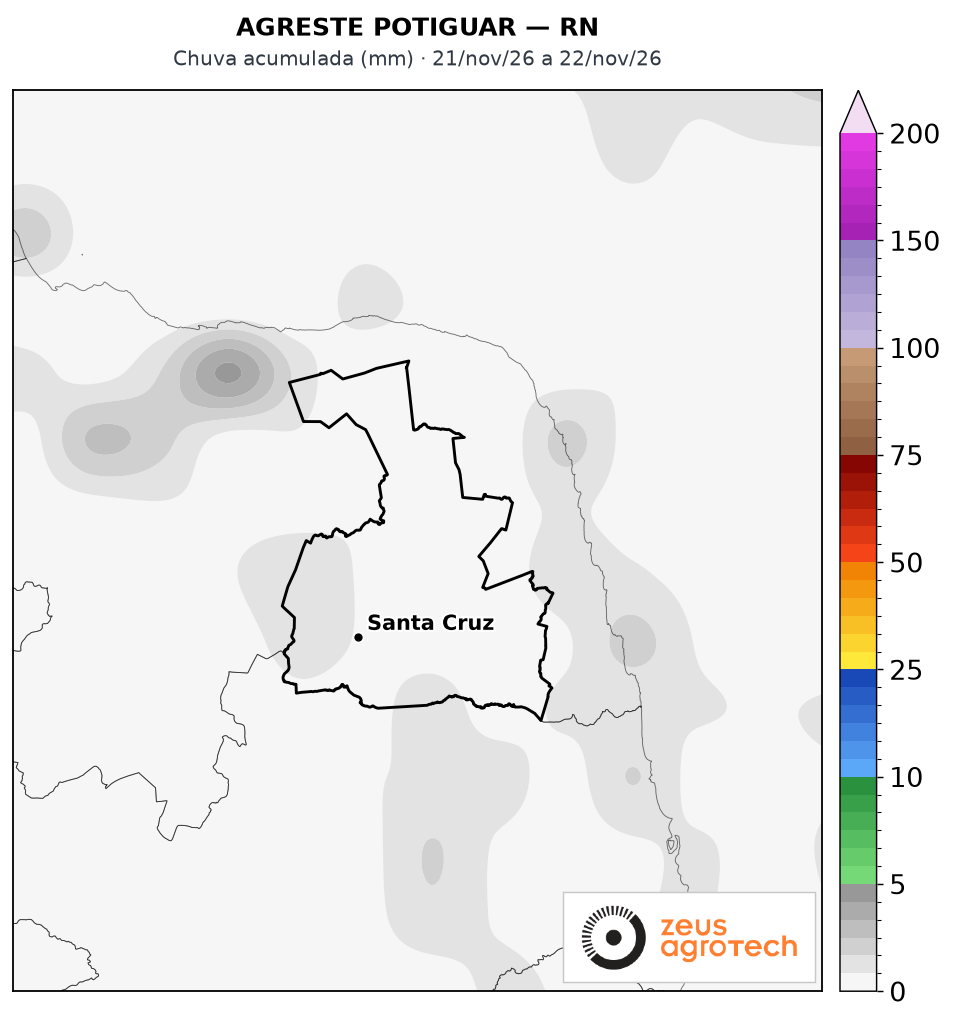 AGRESTE POTIGUAR — RN
Chuva acumulada (mm) · 21/nov/26 a 22/nov/26
200
150
100
75
50
25
10
5
0
Santa Cruz
zeus
agrotech